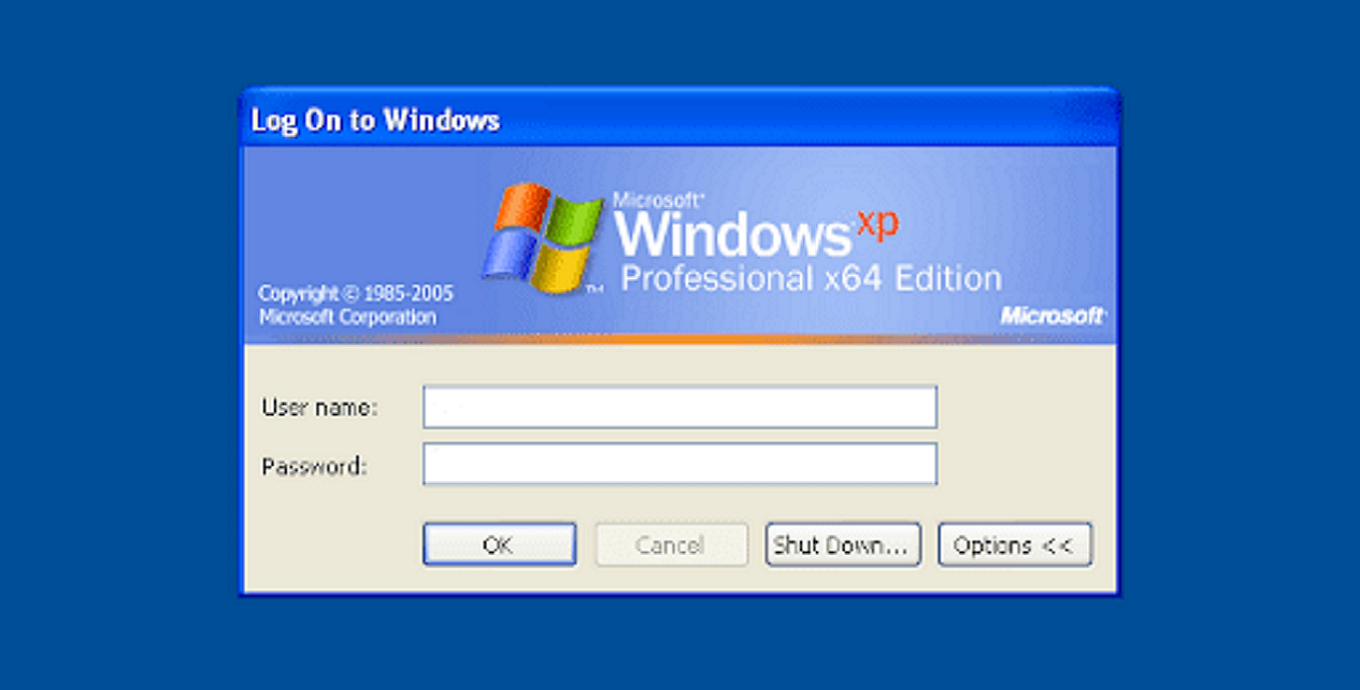 Log On to Windows
Microsoft®
Windows xp
Professional x64 Edition
TM
Copyright © 1985-2005
Microsoft Corporation
Microsoft®
User name:
Password:
OK
Cancel
Shut Down...
Options <<